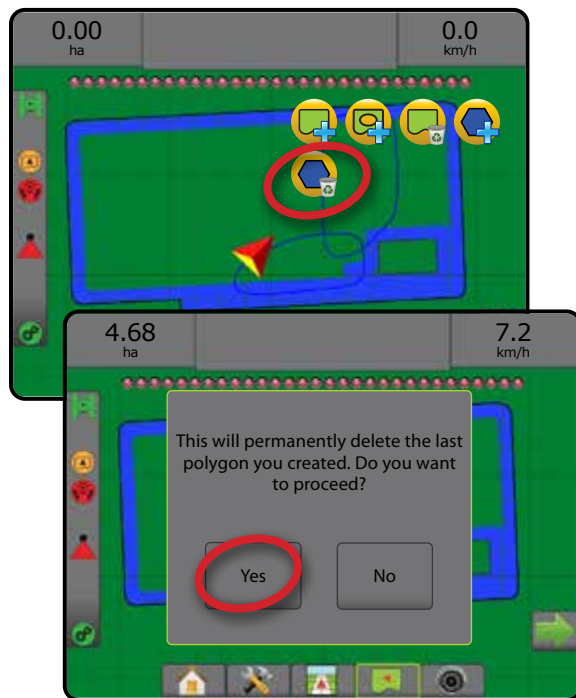 0.00
ha
0.0
km/h
4.68
ha
7.2
km/h
This will permanently delete the last
polygon you created. Do you want
to proceed?
Yes
No